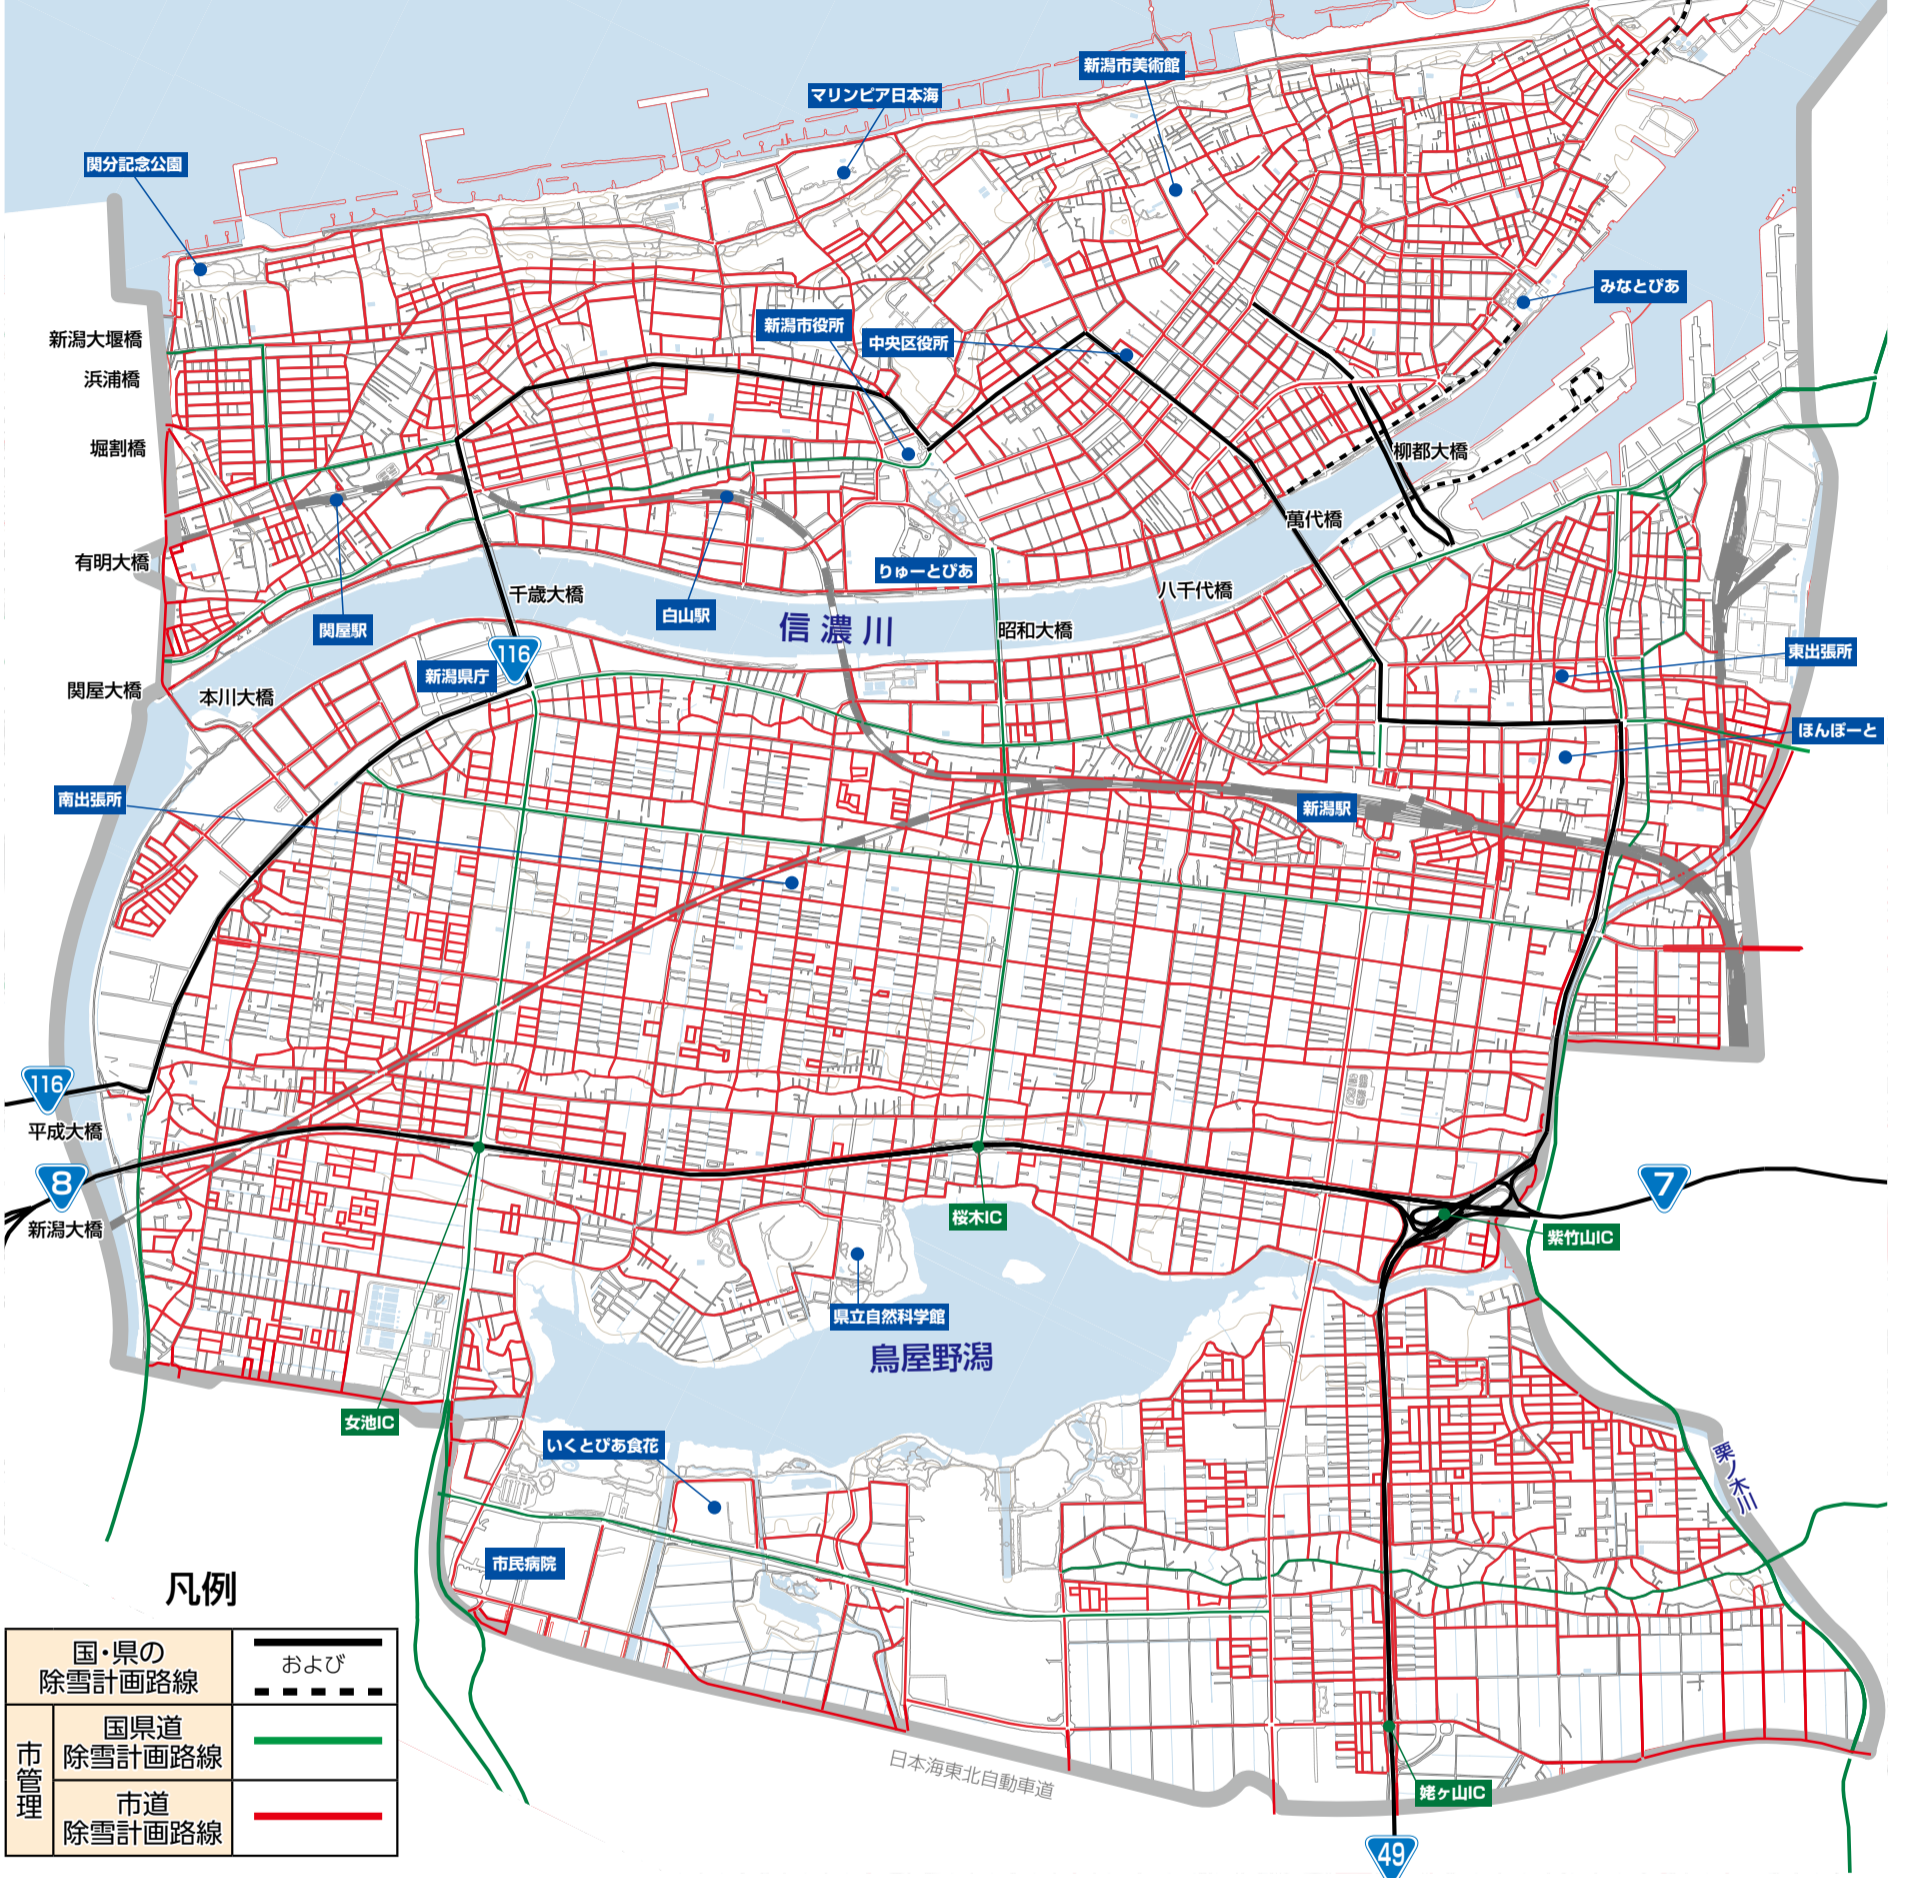 新潟市美術館
マリンピア日本海
関分記念公園
みなとぴあ
新潟大堰橋
新潟市役所
中央区役所
浜浦橋
堀割橋
柳都大橋
萬代橋
有明大橋
りゅーとぴあ
八千代橋
千歳大橋
白山駅
関屋駅
信濃川
昭和大橋
116
東出張所
新潟県庁
関屋大橋
本川大橋
ほんぽーと
南出張所
新潟駅
116
平成大橋
8
7
新潟大橋
桜木IC
紫竹山IC
県立自然科学館
鳥屋野潟
女池IC
いくとぴあ食花
栗ノ木川
市民病院
日本海東北自動車道
姥ヶ山IC
49
凡例
国・県の
除雪計画路線
および
市管理
国県道
除雪計画路線
市道
除雪計画路線